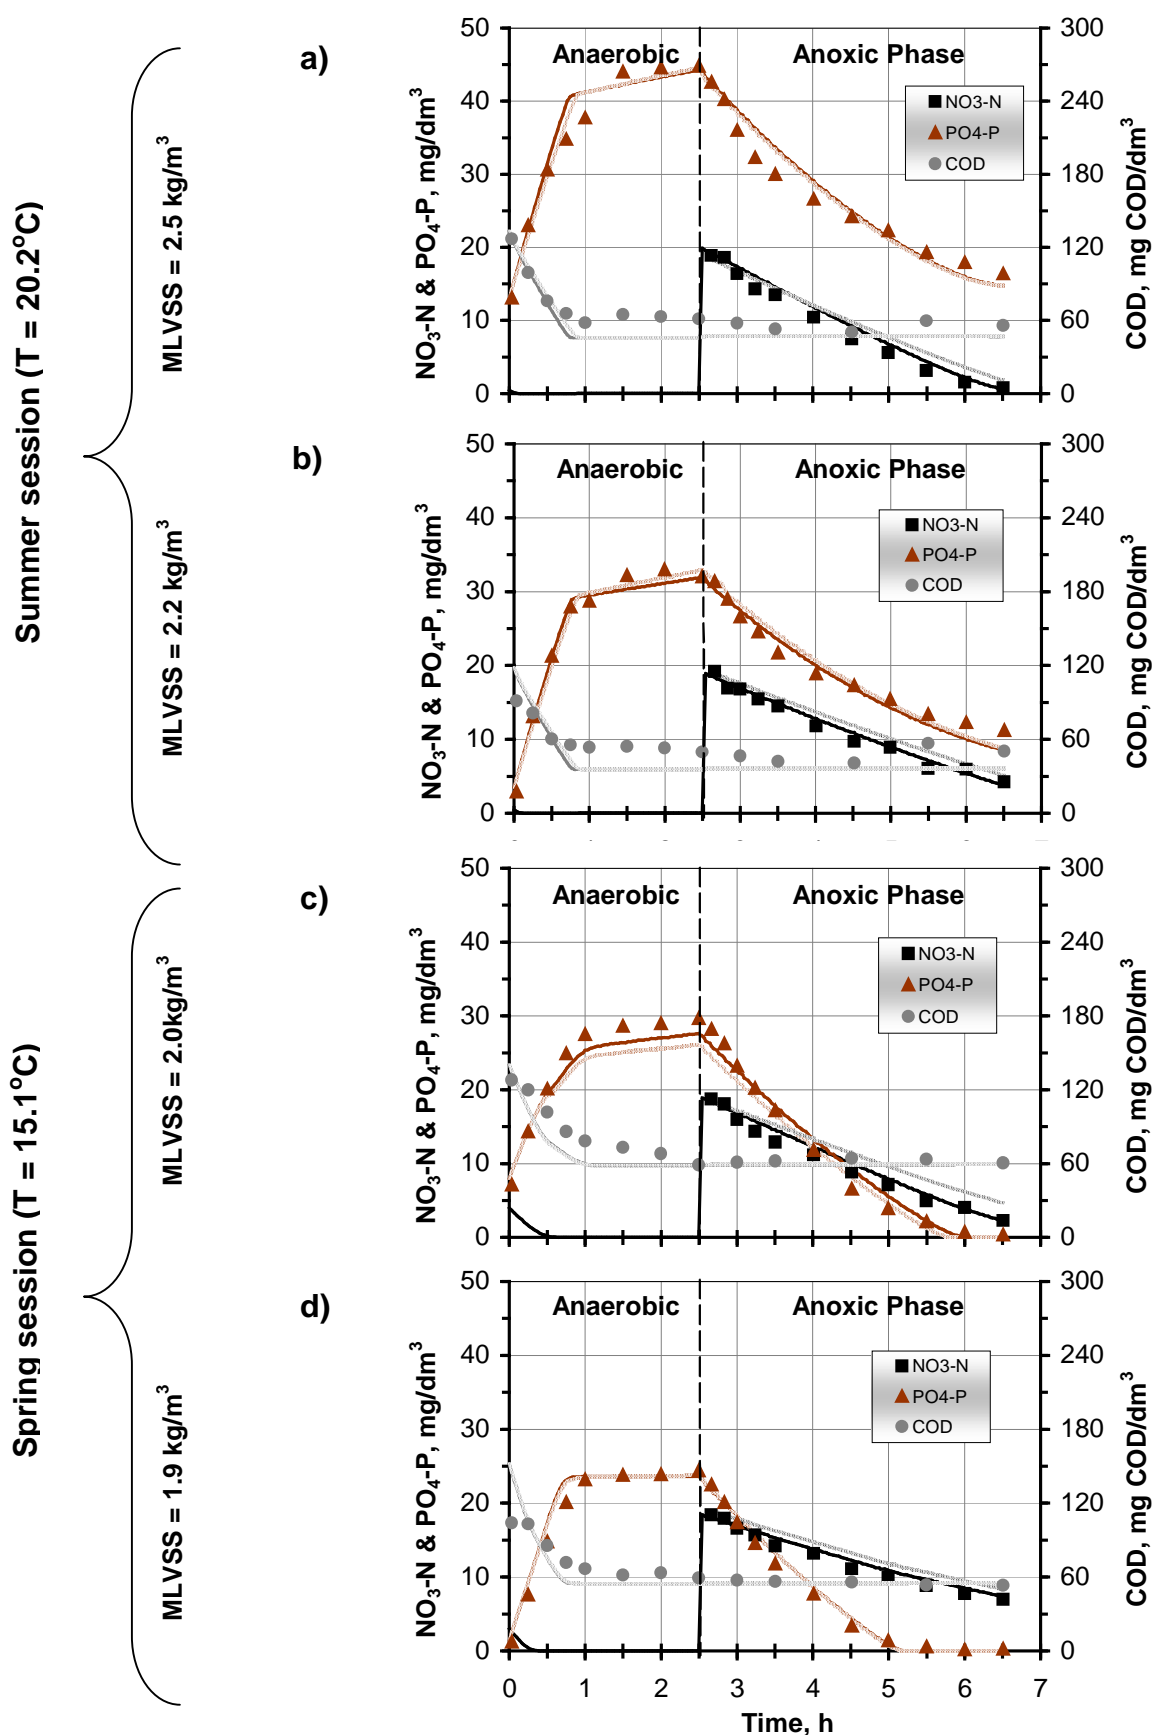 Summer session (T = 20.2°C)
MLVSS = 2.5 kg/m³
a)
NO3-N & PO4-P, mg/dm³
50
40
30
20
10
0
Anaerobic
Anoxic Phase
NO3-N
PO4-P
COD
300
240
180
120
60
0
COD, mg COD/dm³
MLVSS = 2.2 kg/m³
b)
NO3-N & PO4-P, mg/dm³
50
40
30
20
10
0
Anaerobic
Anoxic Phase
NO3-N
PO4-P
COD
300
240
180
120
60
0
COD, mg COD/dm³
Spring session (T = 15.1°C)
MLVSS = 2.0kg/m³
c)
NO3-N & PO4-P, mg/dm³
50
40
30
20
10
0
Anaerobic
Anoxic Phase
NO3-N
PO4-P
COD
300
240
180
120
60
0
COD, mg COD/dm³
MLVSS = 1.9 kg/m³
d)
NO3-N & PO4-P, mg/dm³
50
40
30
20
10
0
Anaerobic
Anoxic Phase
NO3-N
PO4-P
COD
300
240
180
120
60
0
COD, mg COD/dm³
0 1 2 3 4 5 6 7
Time, h